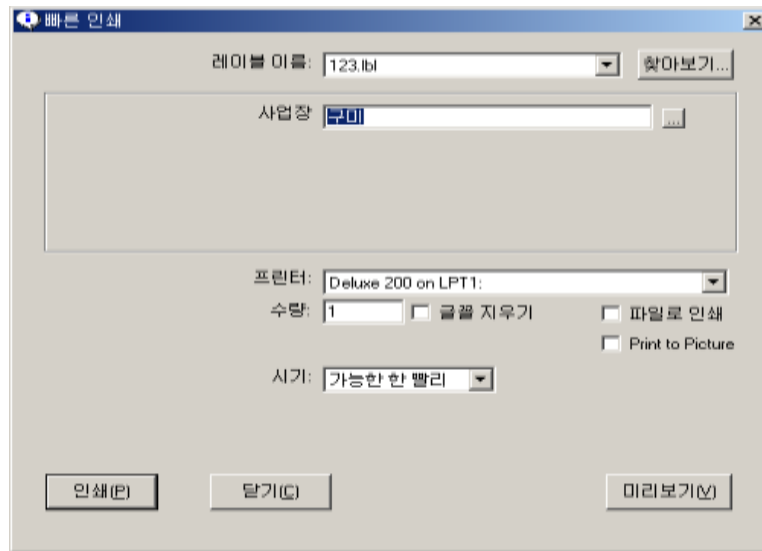 빠른 인쇄
레이블 이름: 123.lbl 찾아보기...
사업장 구미 ...
프린터: Deluxe 200 on LPT1:
수량: 1 글꼴 지우기 파일로 인쇄
Print to Picture
시기: 가능한 한 빨리
인쇄(P) 닫기(C) 미리보기(V)